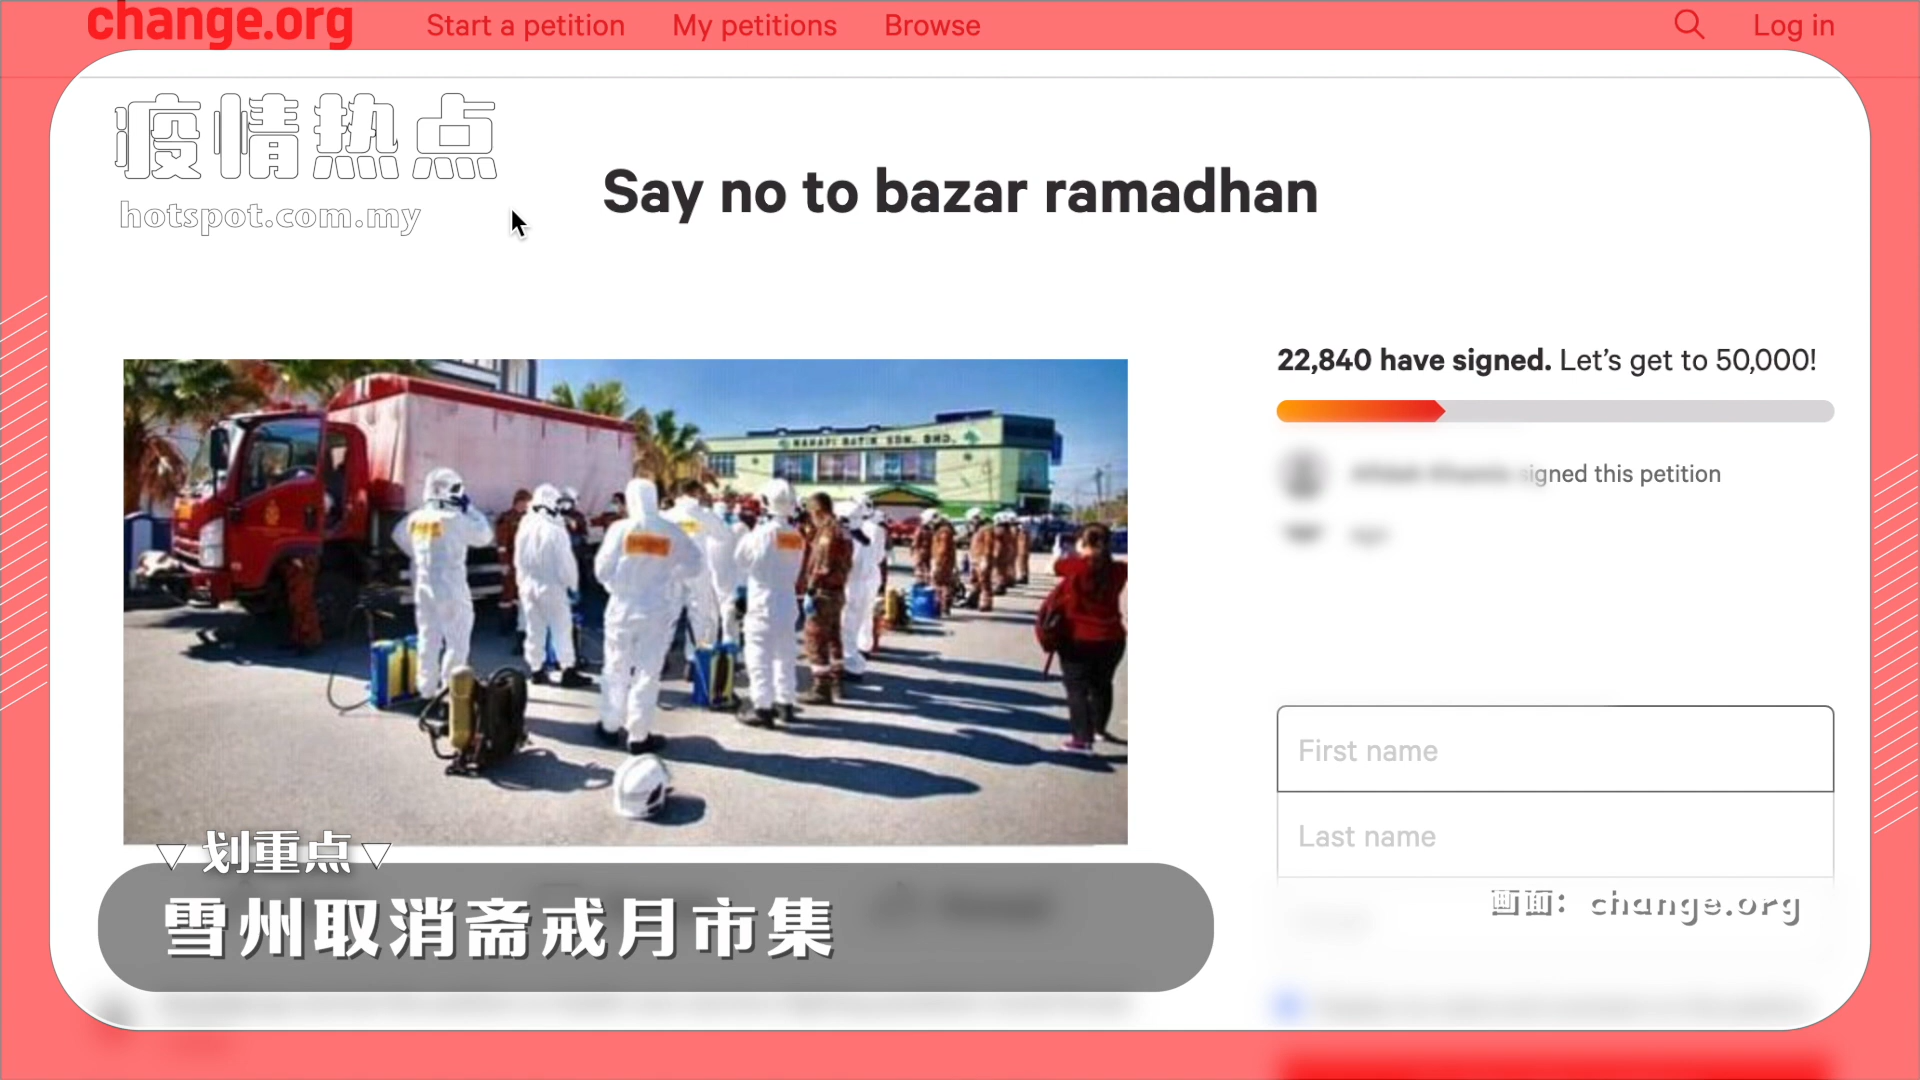 change.org
Start a petition
My petitions
Browse
Log in
疫情热点
hotspot.com.my
Say no to bazar ramadhan
22,840 have signed. Let's get to 50,000!
signed this petition
First name
Last name
划重点
雪州取消斋戒月市集
画面：change.org